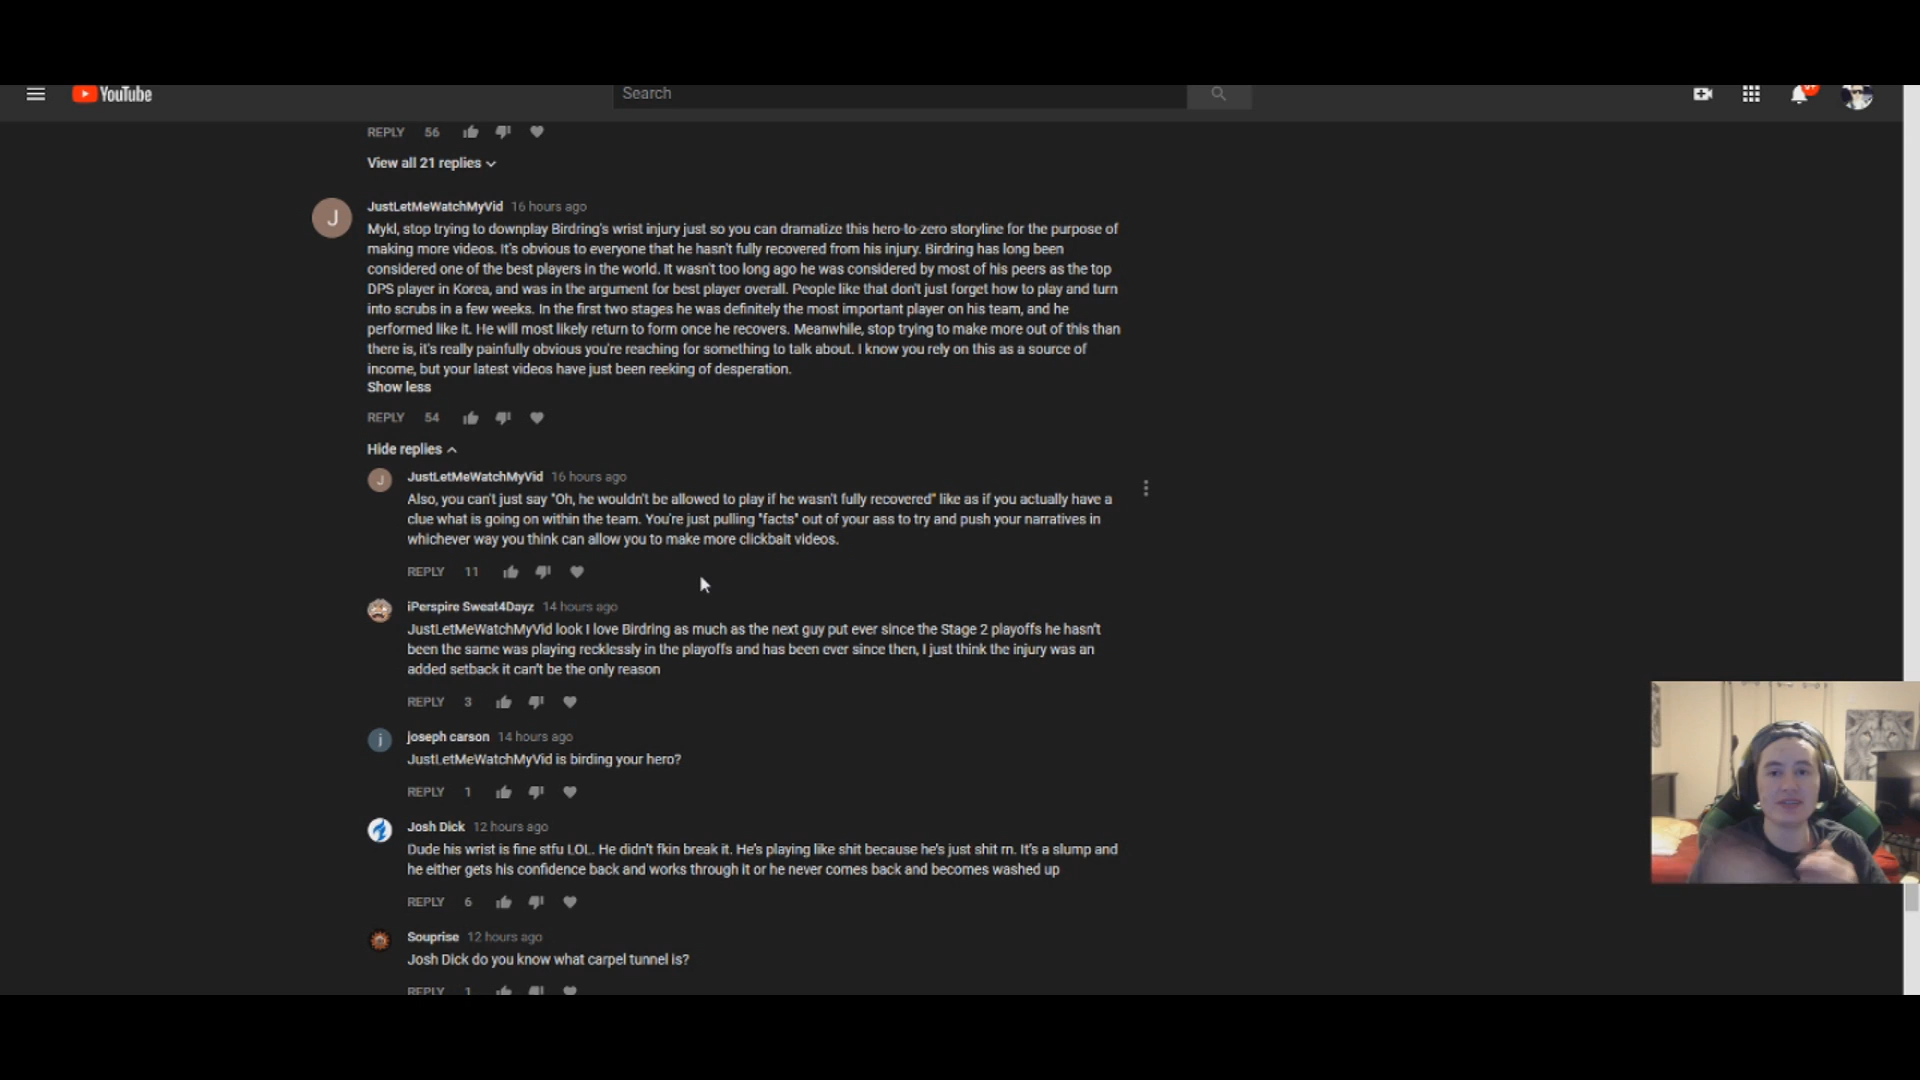 YouTube
Search
REPLY 56
View all 21 replies
J
JustLetMeWatchMyVid 16 hours ago
Mykl, stop trying to downplay Birdring's wrist injury just so you can dramatize this hero-to-zero storyline for the purpose of
making more videos. It's obvious to everyone that he hasn't fully recovered from his injury. Birdring has long been
considered one of the best players in the world. It wasn't too long ago he was considered by most of his peers as the top
DPS player in Korea, and was in the argument for best player overall. People like that don't just forget how to play and turn
into scrubs in a few weeks. In the first two stages he was definitely the most important player on his team, and he
performed like it. He will most likely return to form once he recovers. Meanwhile, stop trying to make more out of this than
there is, it's really painfully obvious you're reaching for something to talk about. I know you rely on this as a source of
income, but your latest videos have just been reeking of desperation.
Show less
REPLY 54
Hide replies
J
JustLetMeWatchMyVid 16 hours ago
Also, you can't just say "Oh, he wouldn't be allowed to play if he wasn't fully recovered" like as if you actually have a
clue what is going on within the team. You're just pulling "facts" out of your ass to try and push your narratives in
whichever way you think can allow you to make more clickbait videos.
REPLY 11
iPerspire Sweat4Dayz 14 hours ago
JustLetMeWatchMyVid look I love Birdring as much as the next guy put ever since the Stage 2 playoffs he hasn't
been the same was playing recklessly in the playoffs and has been ever since then, I just think the injury was an
added setback it can't be the only reason
REPLY 3
j
joseph carson 14 hours ago
JustLetMeWatchMyVid is birding your hero?
REPLY 1
Josh Dick 12 hours ago
Dude his wrist is fine stfu LOL. He didn't fkin break it. He's playing like shit because he's just shit rn. It's a slump and
he either gets his confidence back and works through it or he never comes back and becomes washed up
REPLY 6
Souprise 12 hours ago
Josh Dick do you know what carpel tunnel is?
REPLY 1